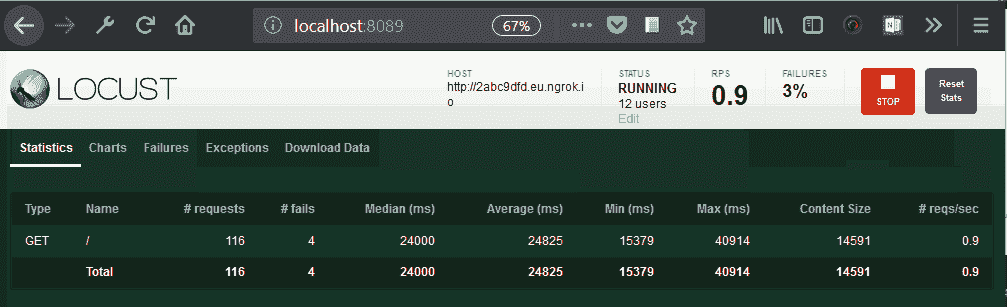 localhost:8089
67%
LOCUST
HOST
http://2abc9dfd.eu.ngrok.i
o
STATUS
RUNNING
12 users
Edit
RPS
0.9
FAILURES
3%
STOP
Reset
Stats
Statistics Charts Failures Exceptions Download Data
Type Name # requests # fails Median (ms) Average (ms) Min (ms) Max (ms) Content Size # reqs/sec
GET / 116 4 24000 24825 15379 40914 14591 0.9
Total 116 4 24000 24825 15379 40914 14591 0.9